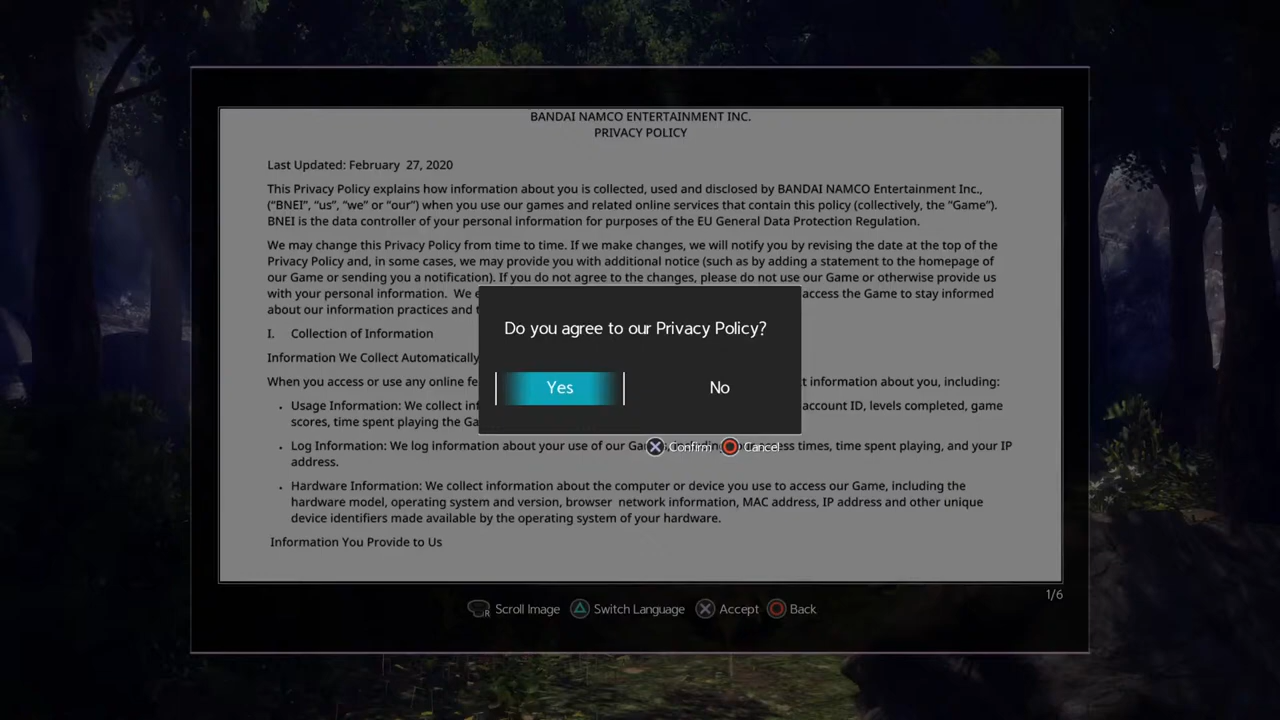 BANDAI NAMCO ENTERTAINMENT INC.
PRIVACY POLICY
Last Updated: February 27, 2020
This Privacy Policy explains how information about you is collected, used and disclosed by BANDAI NAMCO Entertainment Inc.,
("BNEI", "us", "we" or "our") when you use our games and related online services that contain this policy (collectively, the "Game").
BNEI is the data controller of your personal information for purposes of the EU General Data Protection Regulation.
We may change this Privacy Policy from time to time. If we make changes, we will notify you by revising the date at the top of the
Privacy Policy and, in some cases, we may provide you with additional notice (such as by adding a statement to the homepage of
our Game or sending you a notification). If you do not agree to the changes, please do not use our Game or otherwise provide us
with your personal information. We access the Game to stay informed
about our information practices and
I. Collection of Information
Information We Collect Automatically
When you access or use any online information about you, including:
Do you agree to our Privacy Policy?
Yes No
• Usage Information: We collect account ID, levels completed, game
scores, time spent playing the
• Log Information: We log information about your use of our times, time spent playing, and your IP
address.
Confirm Cancel
• Hardware Information: We collect information about the computer or device you use to access our Game, including the
hardware model, operating system and version, browser network information, MAC address, IP address and other unique
device identifiers made available by the operating system of your hardware.
Information You Provide to Us
1/6
R Scroll Image Switch Language Accept Back